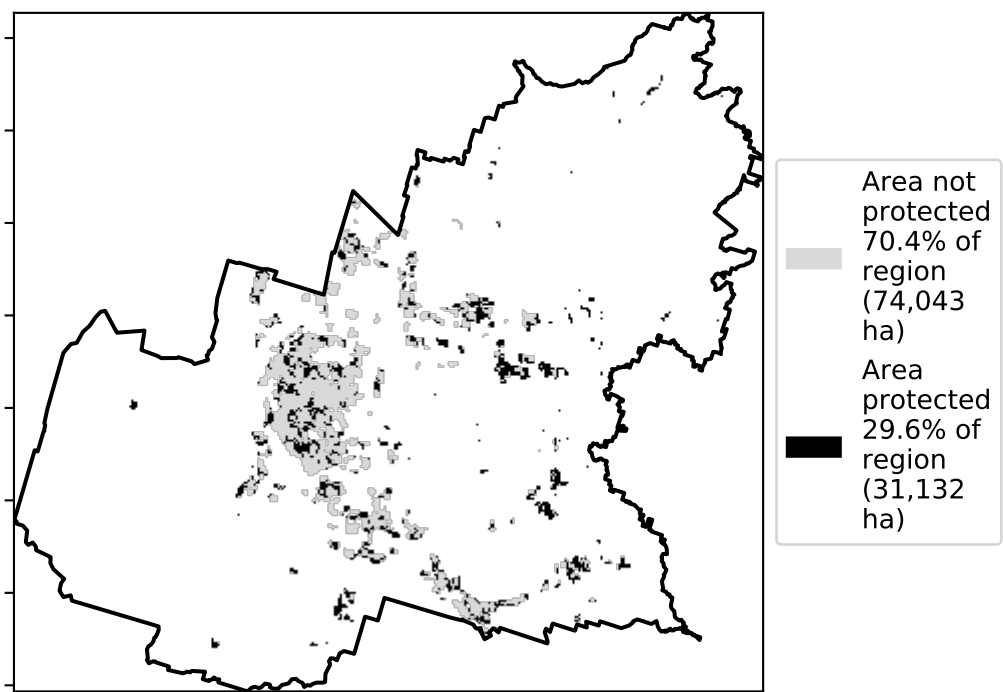 Area not
protected
70.4% of
region
(74,043
ha)
Area
protected
29.6% of
region
(31,132
ha)